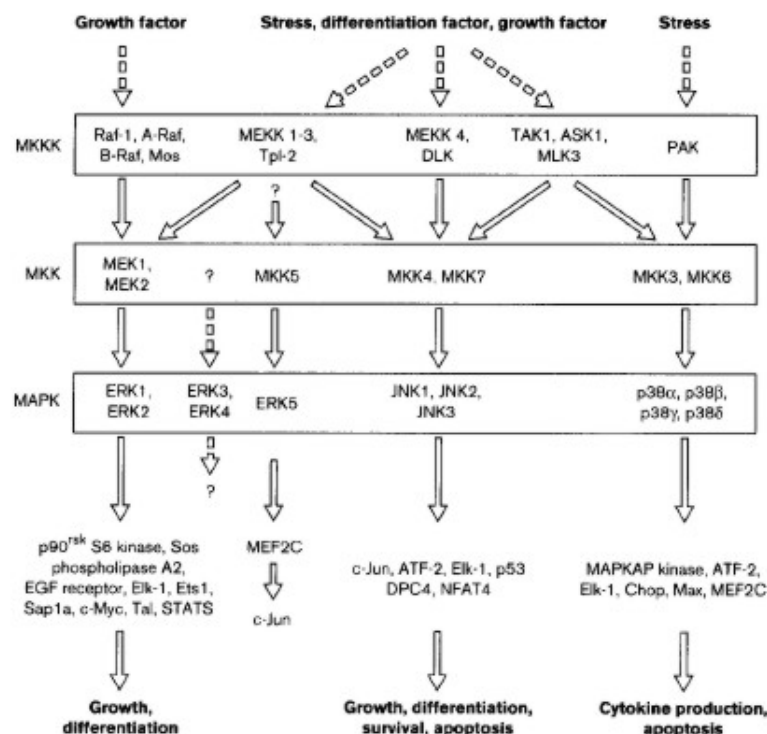 Growth factor
Stress, differentiation factor, growth factor
Stress
MKKK
Raf-1, A-Raf,
B-Raf, Mos
MEKK 1-3,
Tpl-2
MEKK 4,
DLK
TAK1, ASK1,
MLK3
PAK
?
MKK
MEK1,
MEK2
?
MKK5
MKK4, MKK7
MKK3, MKK6
MAPK
ERK1,
ERK2
ERK3,
ERK4
ERK5
JNK1, JNK2,
JNK3
p38α, p38β,
p38γ, p38δ
?
p90rsk S6 kinase, Sos
phospholipase A2,
EGF receptor, Elk-1, Ets1,
Sap1a, c-Myc, Tal, STATS
MEF2C
c-Jun
c-Jun, ATF-2, Elk-1, p53
DPC4, NFAT4
MAPKAP kinase, ATF-2,
Elk-1, Chop, Max, MEF2C
Growth,
differentiation
Growth, differentiation,
survival, apoptosis
Cytokine production,
apoptosis